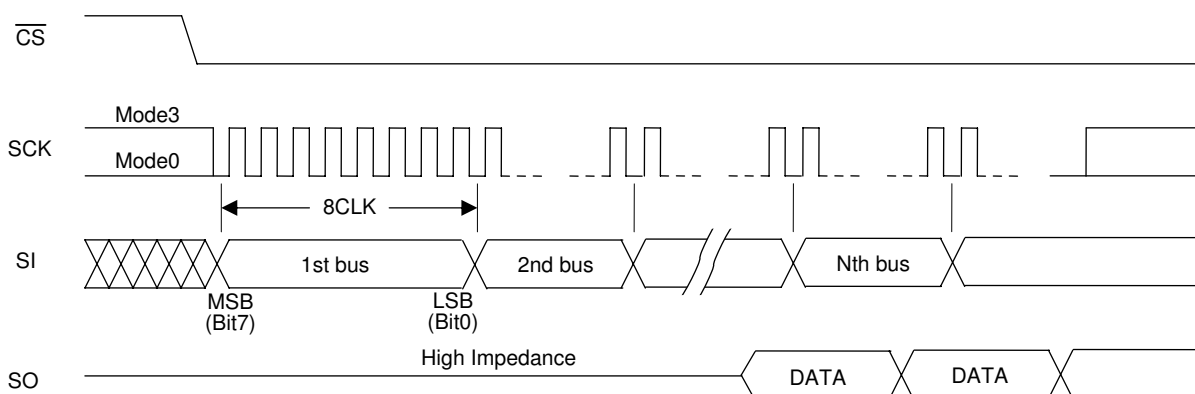 CS
Mode3
SCK
Mode0
8CLK
SI
1st bus
2nd bus
Nth bus
MSB
(Bit7)
LSB
(Bit0)
High Impedance
SO
DATA
DATA